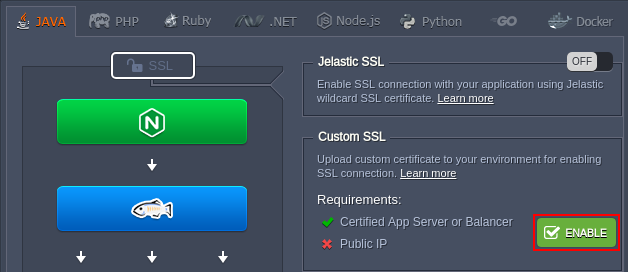 JAVA PHP Ruby .NET Node.js Python GO Docker
SSL
N
Jelastic SSL OFF
Enable SSL connection with your application using Jelastic
wildcard SSL certificate. Learn more
Custom SSL
Upload custom certificate to your environment for enabling
SSL connection. Learn more
Requirements:
Certified App Server or Balancer
Public IP
ENABLE